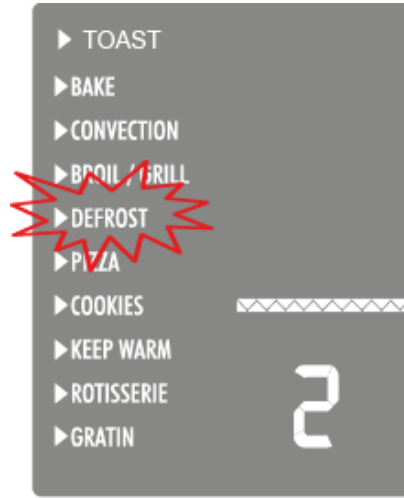 ▶ TOAST
▶BAKE
▶CONVECTION
▶BROIL / GRILL
▶DEFROST
▶PIZZA
▶COOKIES
▶KEEP WARM
▶ROTISSERIE
▶GRATIN
2